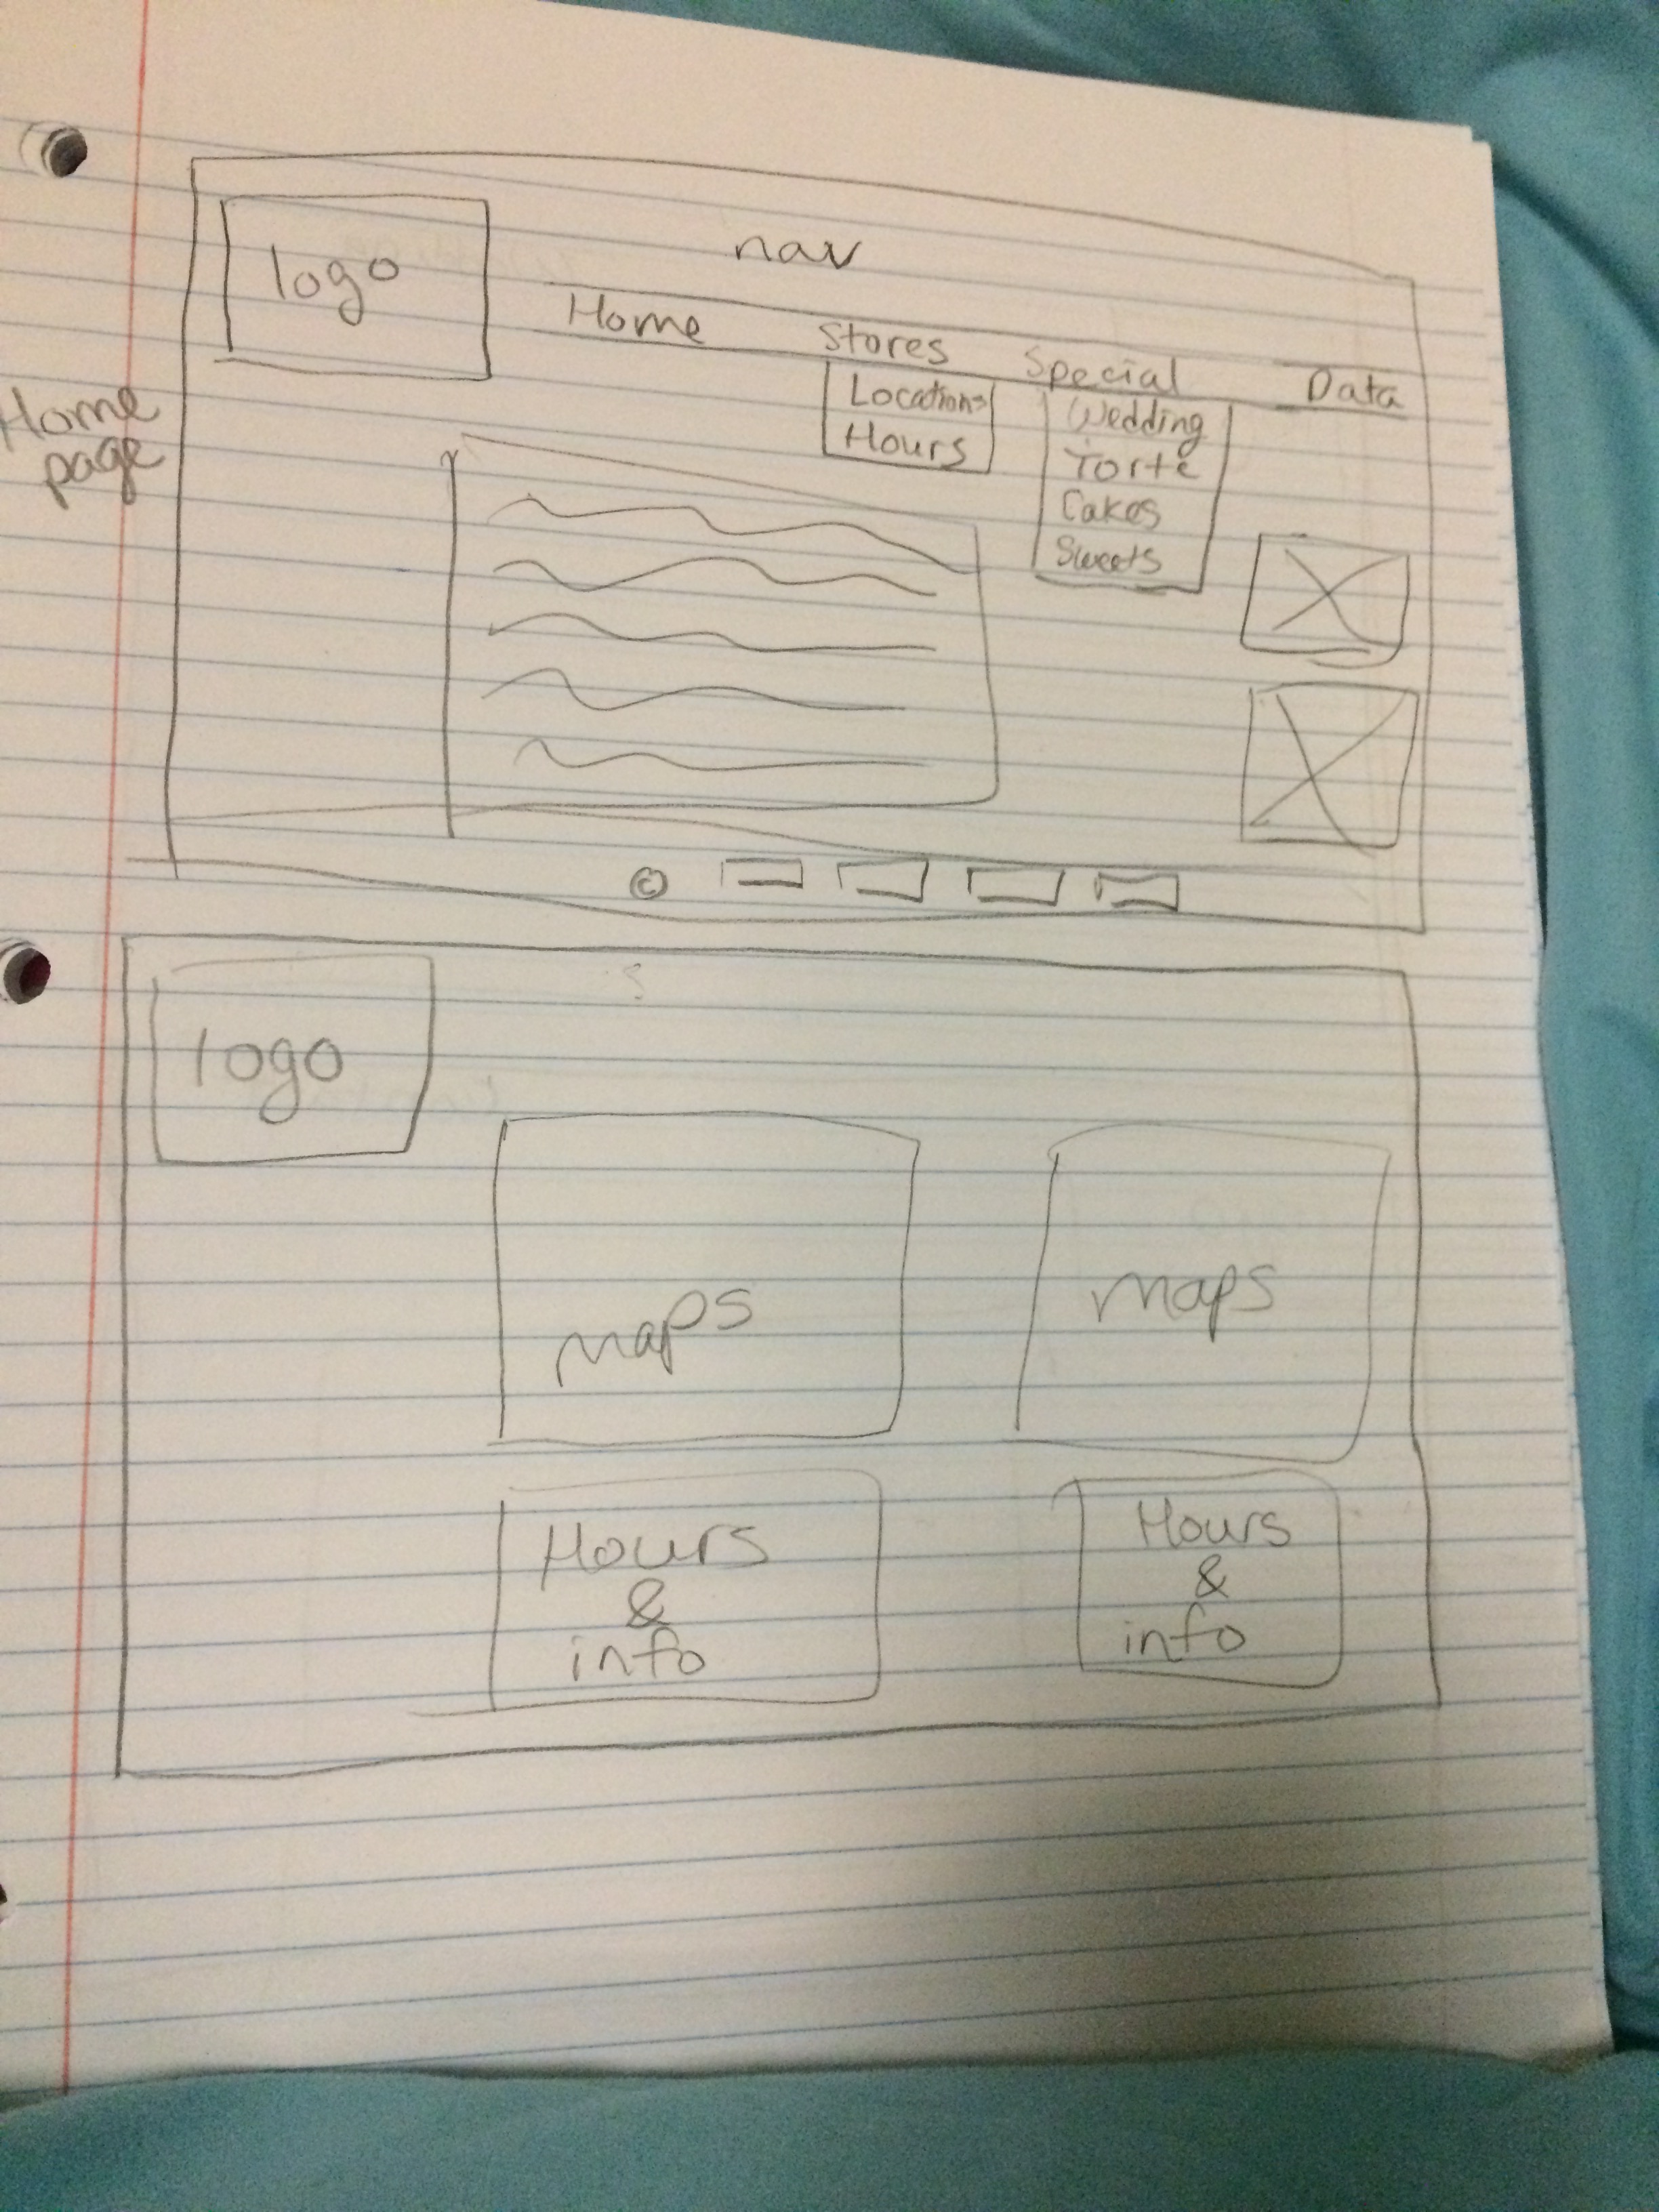 logo
nav
Home Stores Special Data
Locations
Hours
Wedding
Torte
Cakes
Sweets
Home
page
©
logo
maps
maps
Hours
&
info
Hours
&
info